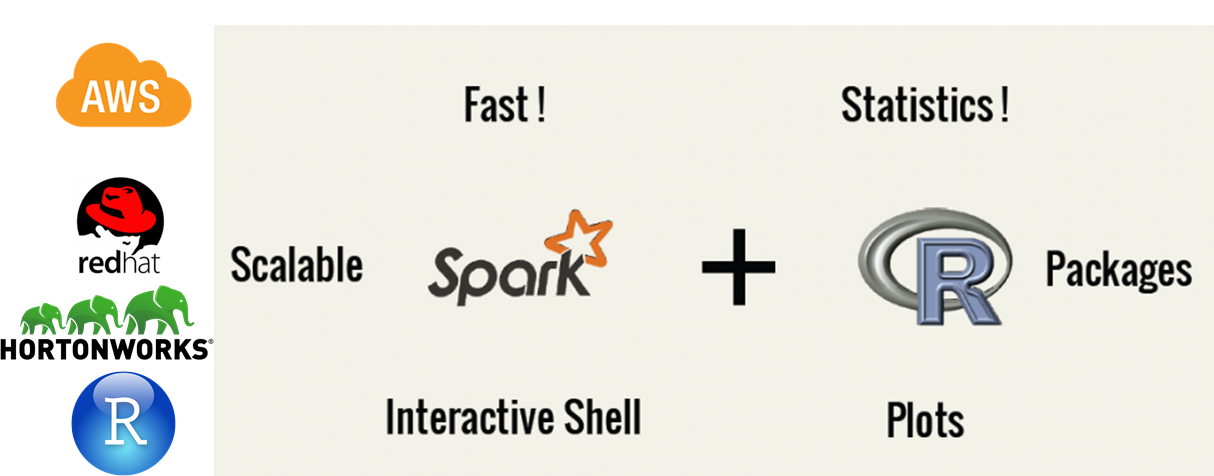 AWS
Fast !
Statistics !
redhat
Scalable
Spark
+
R
Packages
HORTONWORKS®
R
Interactive Shell
Plots